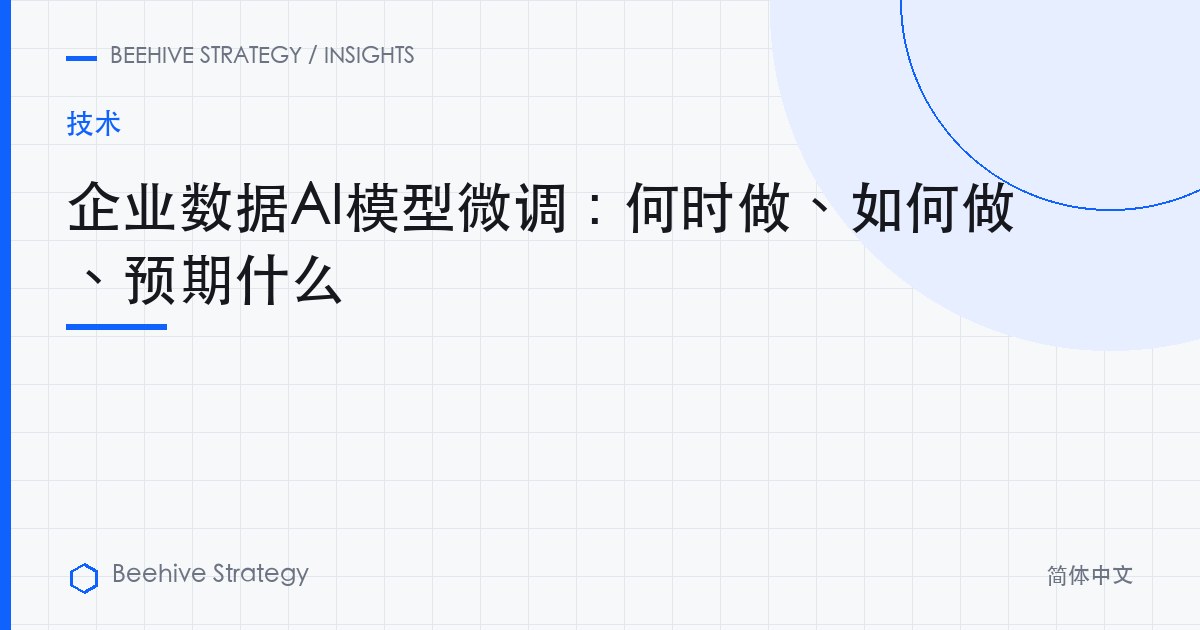 BEEHIVE STRATEGY / INSIGHTS
技术
企业数据AI模型微调：何时做、如何做
、预期什么
Beehive Strategy
简体中文